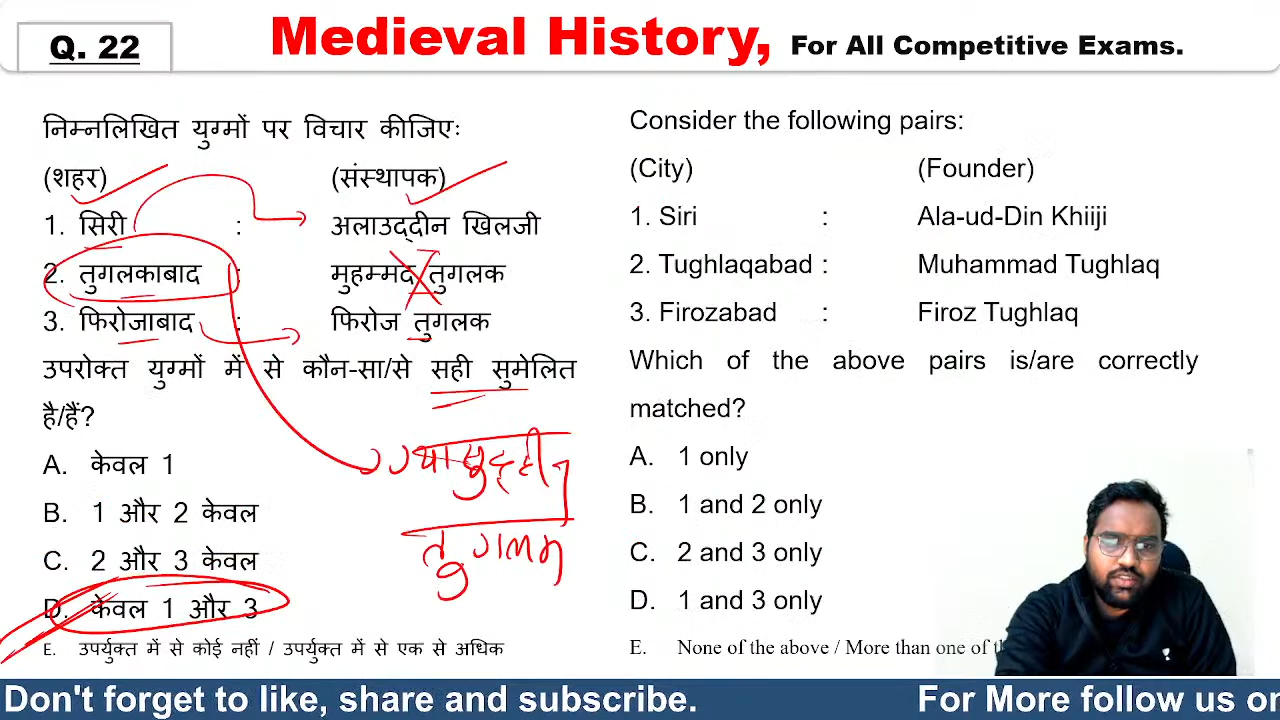 Q. 22
Medieval History, For All Competitive Exams.
निम्नलिखित युग्मों पर विचार कीजिएः
(शहर) (संस्थापक)
1. सिरी : अलाउद्दीन खिलजी
2. तुगलकाबाद : मुहम्मद तुगलक
3. फिरोजाबाद : फिरोज तुगलक
उपरोक्त युग्मों में से कौन-सा/से सही सुमेलित
है/हैं?
A. केवल 1
B. 1 और 2 केवल
C. 2 और 3 केवल
D. केवल 1 और 3
E. उपर्युक्त में से कोई नहीं / उपर्युक्त में से एक से अधिक
ग्यासुद्दीन
तुगलक
Consider the following pairs:
(City) (Founder)
1. Siri : Ala-ud-Din Khiiji
2. Tughlaqabad : Muhammad Tughlaq
3. Firozabad : Firoz Tughlaq
Which of the above pairs is/are correctly
matched?
A. 1 only
B. 1 and 2 only
C. 2 and 3 only
D. 1 and 3 only
E. None of the above / More than one of
Don't forget to like, share and subscribe. For More follow us